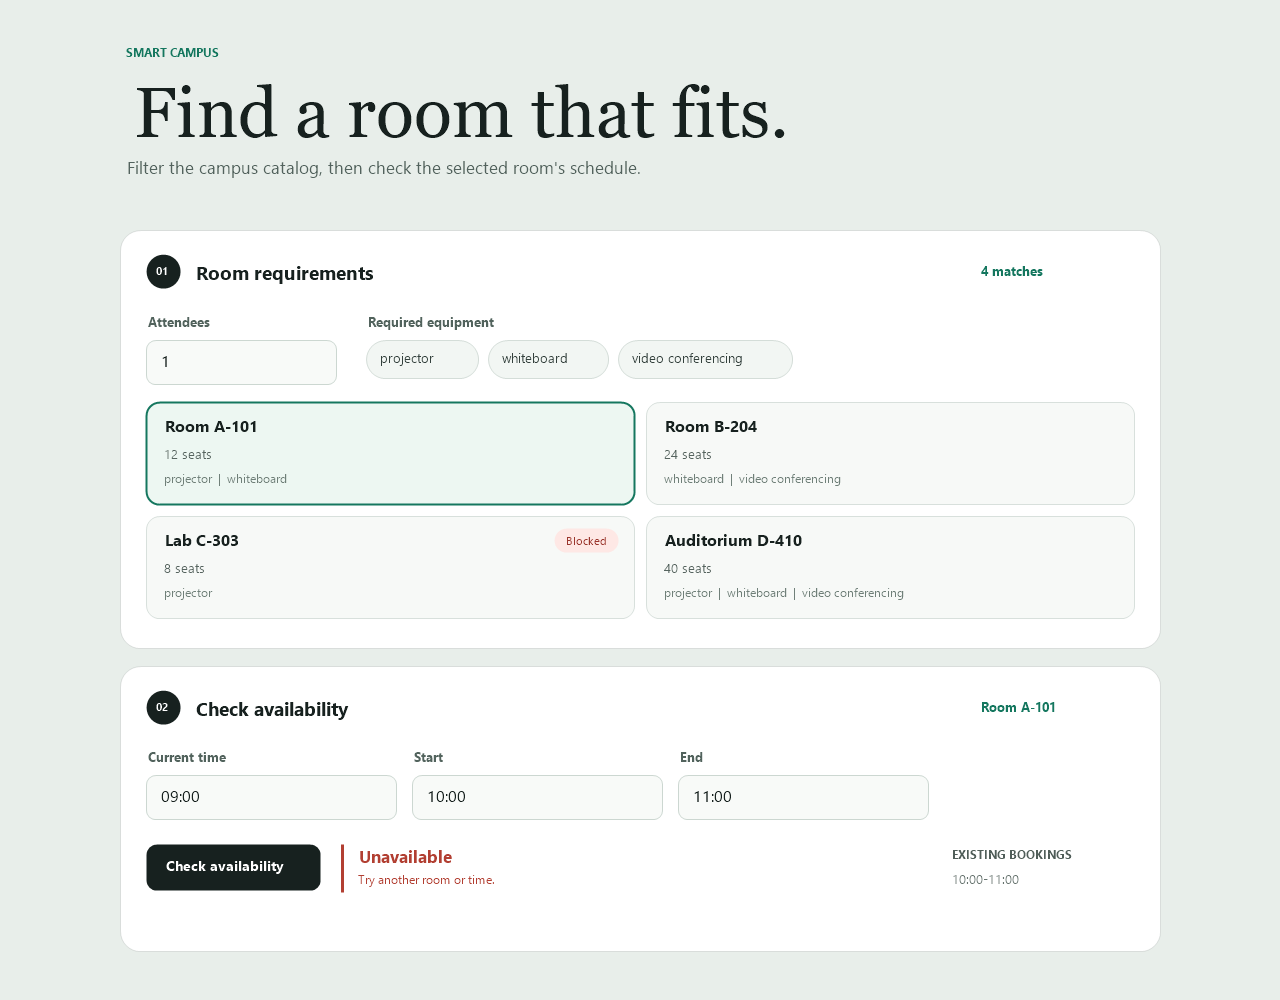 SMART CAMPUS
Find a room that fits.
Filter the campus catalog, then check the selected room's schedule.
01 Room requirements 4 matches
Attendees Required equipment
1 projector whiteboard video conferencing
Room A-101
12 seats
projector | whiteboard
Room B-204
24 seats
whiteboard | video conferencing
Lab C-303 Blocked
8 seats
projector
Auditorium D-410
40 seats
projector | whiteboard | video conferencing
02 Check availability Room A-101
Current time Start End
09:00 10:00 11:00
Check availability
Unavailable
Try another room or time.
EXISTING BOOKINGS
10:00-11:00